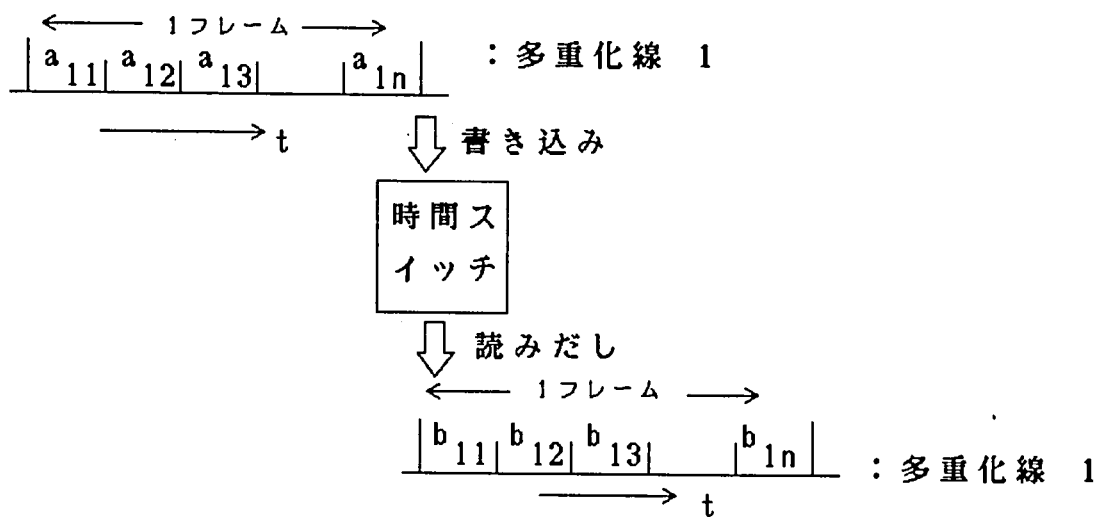 1フレーム
a11 a12 a13 a1n :多重化線 1
t
書き込み
時間ス
イッチ
読みだし
1フレーム
b11 b12 b13 b1n :多重化線 1
t